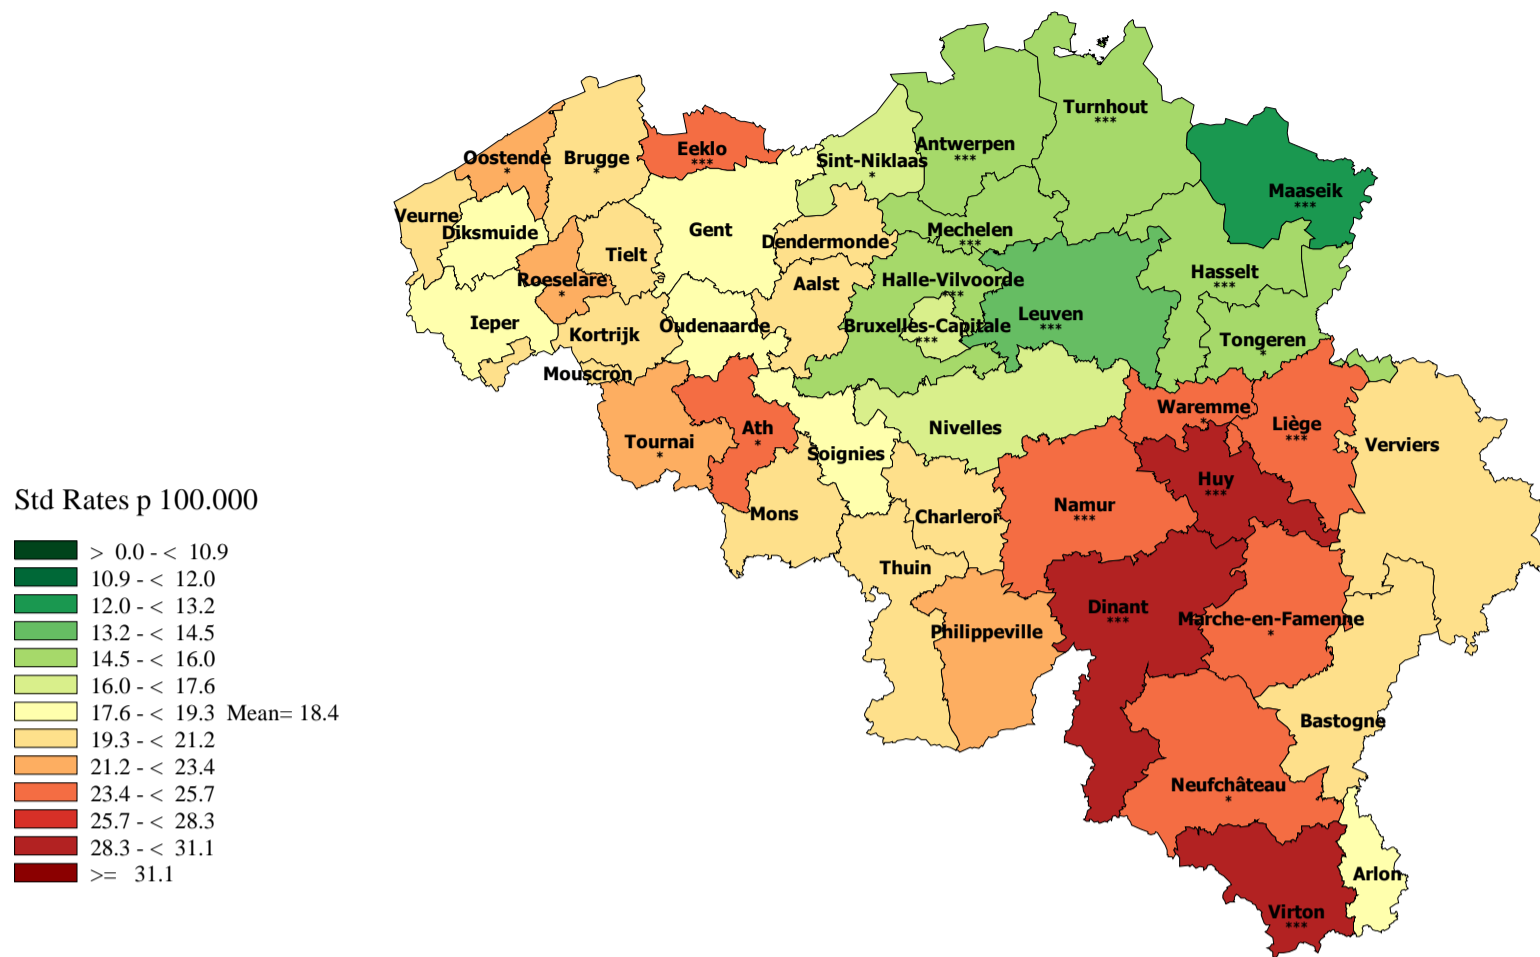 Turnhout
***
Antwerpen
***
Eeklo
***
Oostende
*
Brugge
*
Sint-Niklaas
*
Maaseik
***
Veurne
Diksmuide
Gent
Mechelen
***
Dendermonde
Tielt
Roeselare
*
Aalst
Halle-Vilvoorde
***
Hasselt
***
Ieper
Kortrijk
Oudenaarde
Bruxelles-Capitale
***
Leuven
***
Tongeren
*
Mouscron
Waremme
*
Ath
*
Tournai
*
Soignies
Nivelles
Liège
***
Verviers
Huy
***
Mons
Charleroi
Namur
***
Thuin
Dinant
***
Marche-en-Famenne
*
Philippeville
Bastogne
Neufchâteau
*
Arlon
Virton
***
Std Rates p 100.000
> 0.0 - < 10.9
10.9 - < 12.0
12.0 - < 13.2
13.2 - < 14.5
14.5 - < 16.0
16.0 - < 17.6
17.6 - < 19.3 Mean= 18.4
19.3 - < 21.2
21.2 - < 23.4
23.4 - < 25.7
25.7 - < 28.3
28.3 - < 31.1
>= 31.1